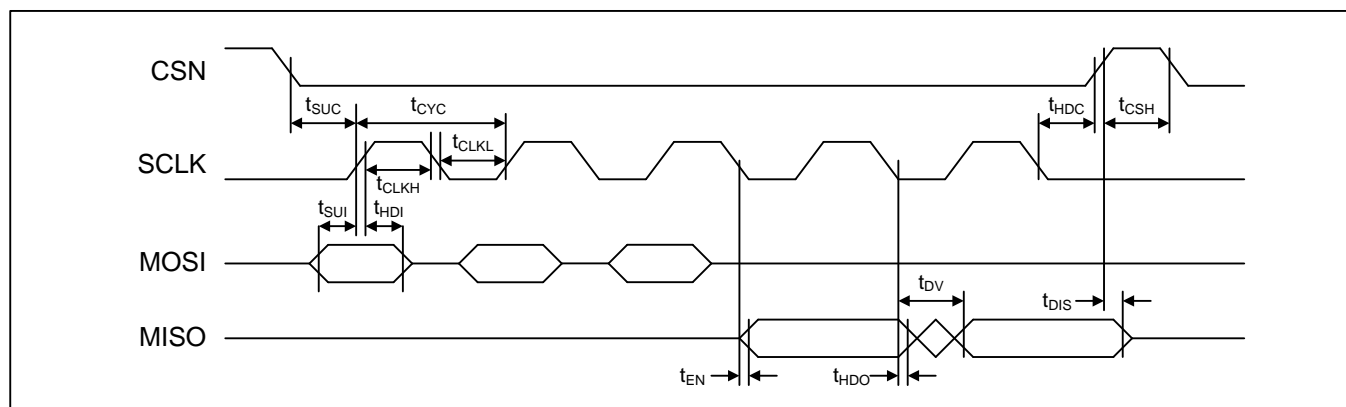 CSN
tSUC
tCYC
tHDC
tCSH
SCLK
tCLKL
tCLKH
tSUI
tHDI
MOSI
tDV
tDIS
MISO
tEN
tHDO